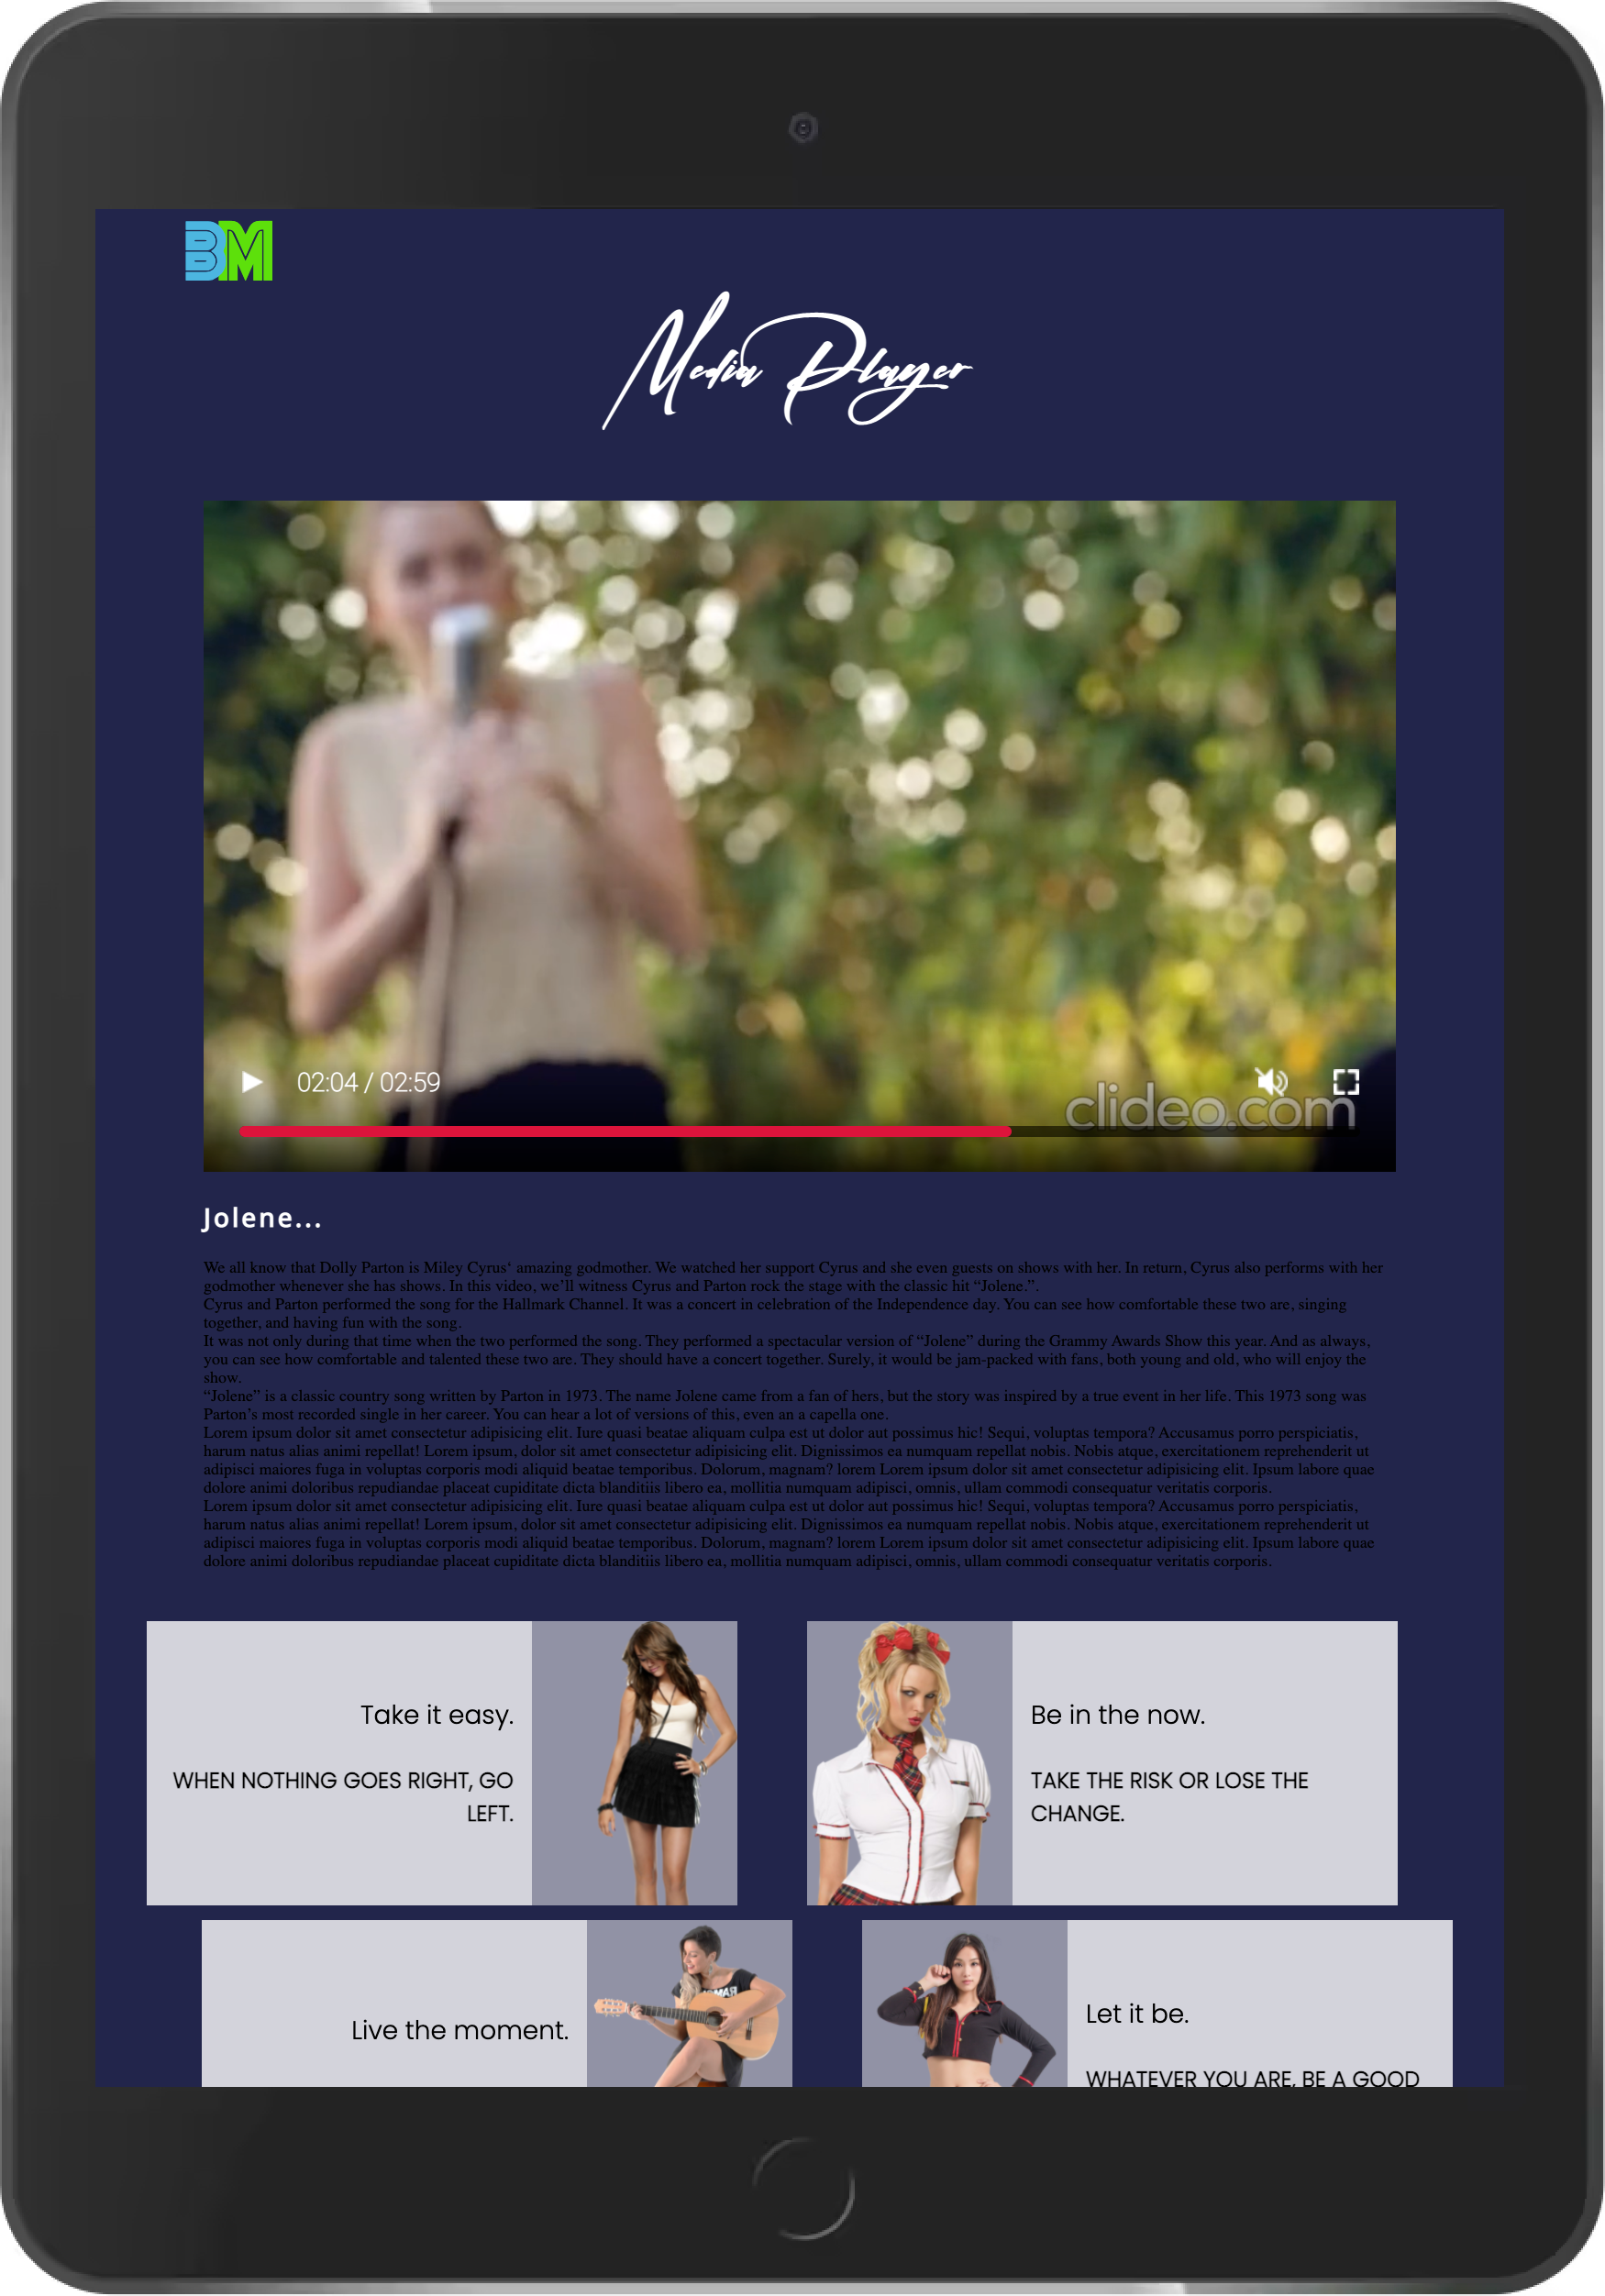 BM
Media Player
02:04 / 02:59
clideo.com
Jolene...
We all know that Dolly Parton is Miley Cyrus‘ amazing godmother. We watched her support Cyrus and she even guests on shows with her. In return, Cyrus also performs with her
godmother whenever she has shows. In this video, we’ll witness Cyrus and Parton rock the stage with the classic hit “Jolene.”.
Cyrus and Parton performed the song for the Hallmark Channel. It was a concert in celebration of the Independence day. You can see how comfortable these two are, singing
together, and having fun with the song.
It was not only during that time when the two performed the song. They performed a spectacular version of “Jolene” during the Grammy Awards Show this year. And as always,
you can see how comfortable and talented these two are. They should have a concert together. Surely, it would be jam-packed with fans, both young and old, who will enjoy the
show.
“Jolene” is a classic country song written by Parton in 1973. The name Jolene came from a fan of hers, but the story was inspired by a true event in her life. This 1973 song was
Parton’s most recorded single in her career. You can hear a lot of versions of this, even an a capella one.
Lorem ipsum dolor sit amet consectetur adipisicing elit. Iure quasi beatae aliquam culpa est ut dolor aut possimus hic! Sequi, voluptas tempora? Accusamus porro perspiciatis,
harum natus alias animi repellat! Lorem ipsum, dolor sit amet consectetur adipisicing elit. Dignissimos ea numquam repellat nobis. Nobis atque, exercitationem reprehenderit ut
adipisci maiores fuga in voluptas corporis modi aliquid beatae temporibus. Dolorum, magnam? lorem Lorem ipsum dolor sit amet consectetur adipisicing elit. Ipsum labore quae
dolore animi doloribus repudiandae placeat cupiditate dicta blanditiis libero ea, mollitia numquam adipisci, omnis, ullam commodi consequatur veritatis corporis.
Lorem ipsum dolor sit amet consectetur adipisicing elit. Iure quasi beatae aliquam culpa est ut dolor aut possimus hic! Sequi, voluptas tempora? Accusamus porro perspiciatis,
harum natus alias animi repellat! Lorem ipsum, dolor sit amet consectetur adipisicing elit. Dignissimos ea numquam repellat nobis. Nobis atque, exercitationem reprehenderit ut
adipisci maiores fuga in voluptas corporis modi aliquid beatae temporibus. Dolorum, magnam? lorem Lorem ipsum dolor sit amet consectetur adipisicing elit. Ipsum labore quae
dolore animi doloribus repudiandae placeat cupiditate dicta blanditiis libero ea, mollitia numquam adipisci, omnis, ullam commodi consequatur veritatis corporis.
Take it easy.
WHEN NOTHING GOES RIGHT, GO
LEFT.
Be in the now.
TAKE THE RISK OR LOSE THE
CHANGE.
Live the moment.
Let it be.
WHATEVER YOU ARE, BE A GOOD